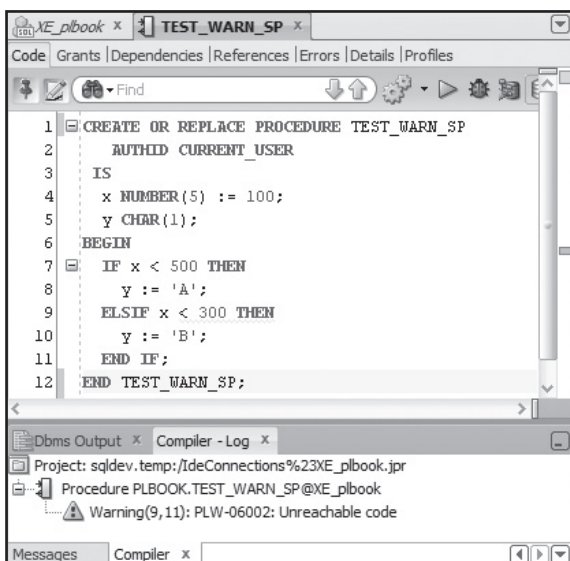 XE_plbook x TEST_WARN_SP x
Code Grants | Dependencies | References | Errors | Details | Profiles
Find
1 CREATE OR REPLACE PROCEDURE TEST_WARN_SP
2 AUTHID CURRENT_USER
3 IS
4 x NUMBER(5) := 100;
5 y CHAR(1);
6 BEGIN
7 IF x < 500 THEN
8 y := 'A';
9 ELSIF x < 300 THEN
10 y := 'B';
11 END IF;
12 END TEST_WARN_SP;
Dbms Output x Compiler - Log x
Project: sqldev.temp:/IdeConnections%23XE_plbook.jpr
Procedure PLBOOK.TEST_WARN_SP@XE_plbook
Warning(9,11): PLW-06002: Unreachable code
Messages Compiler x